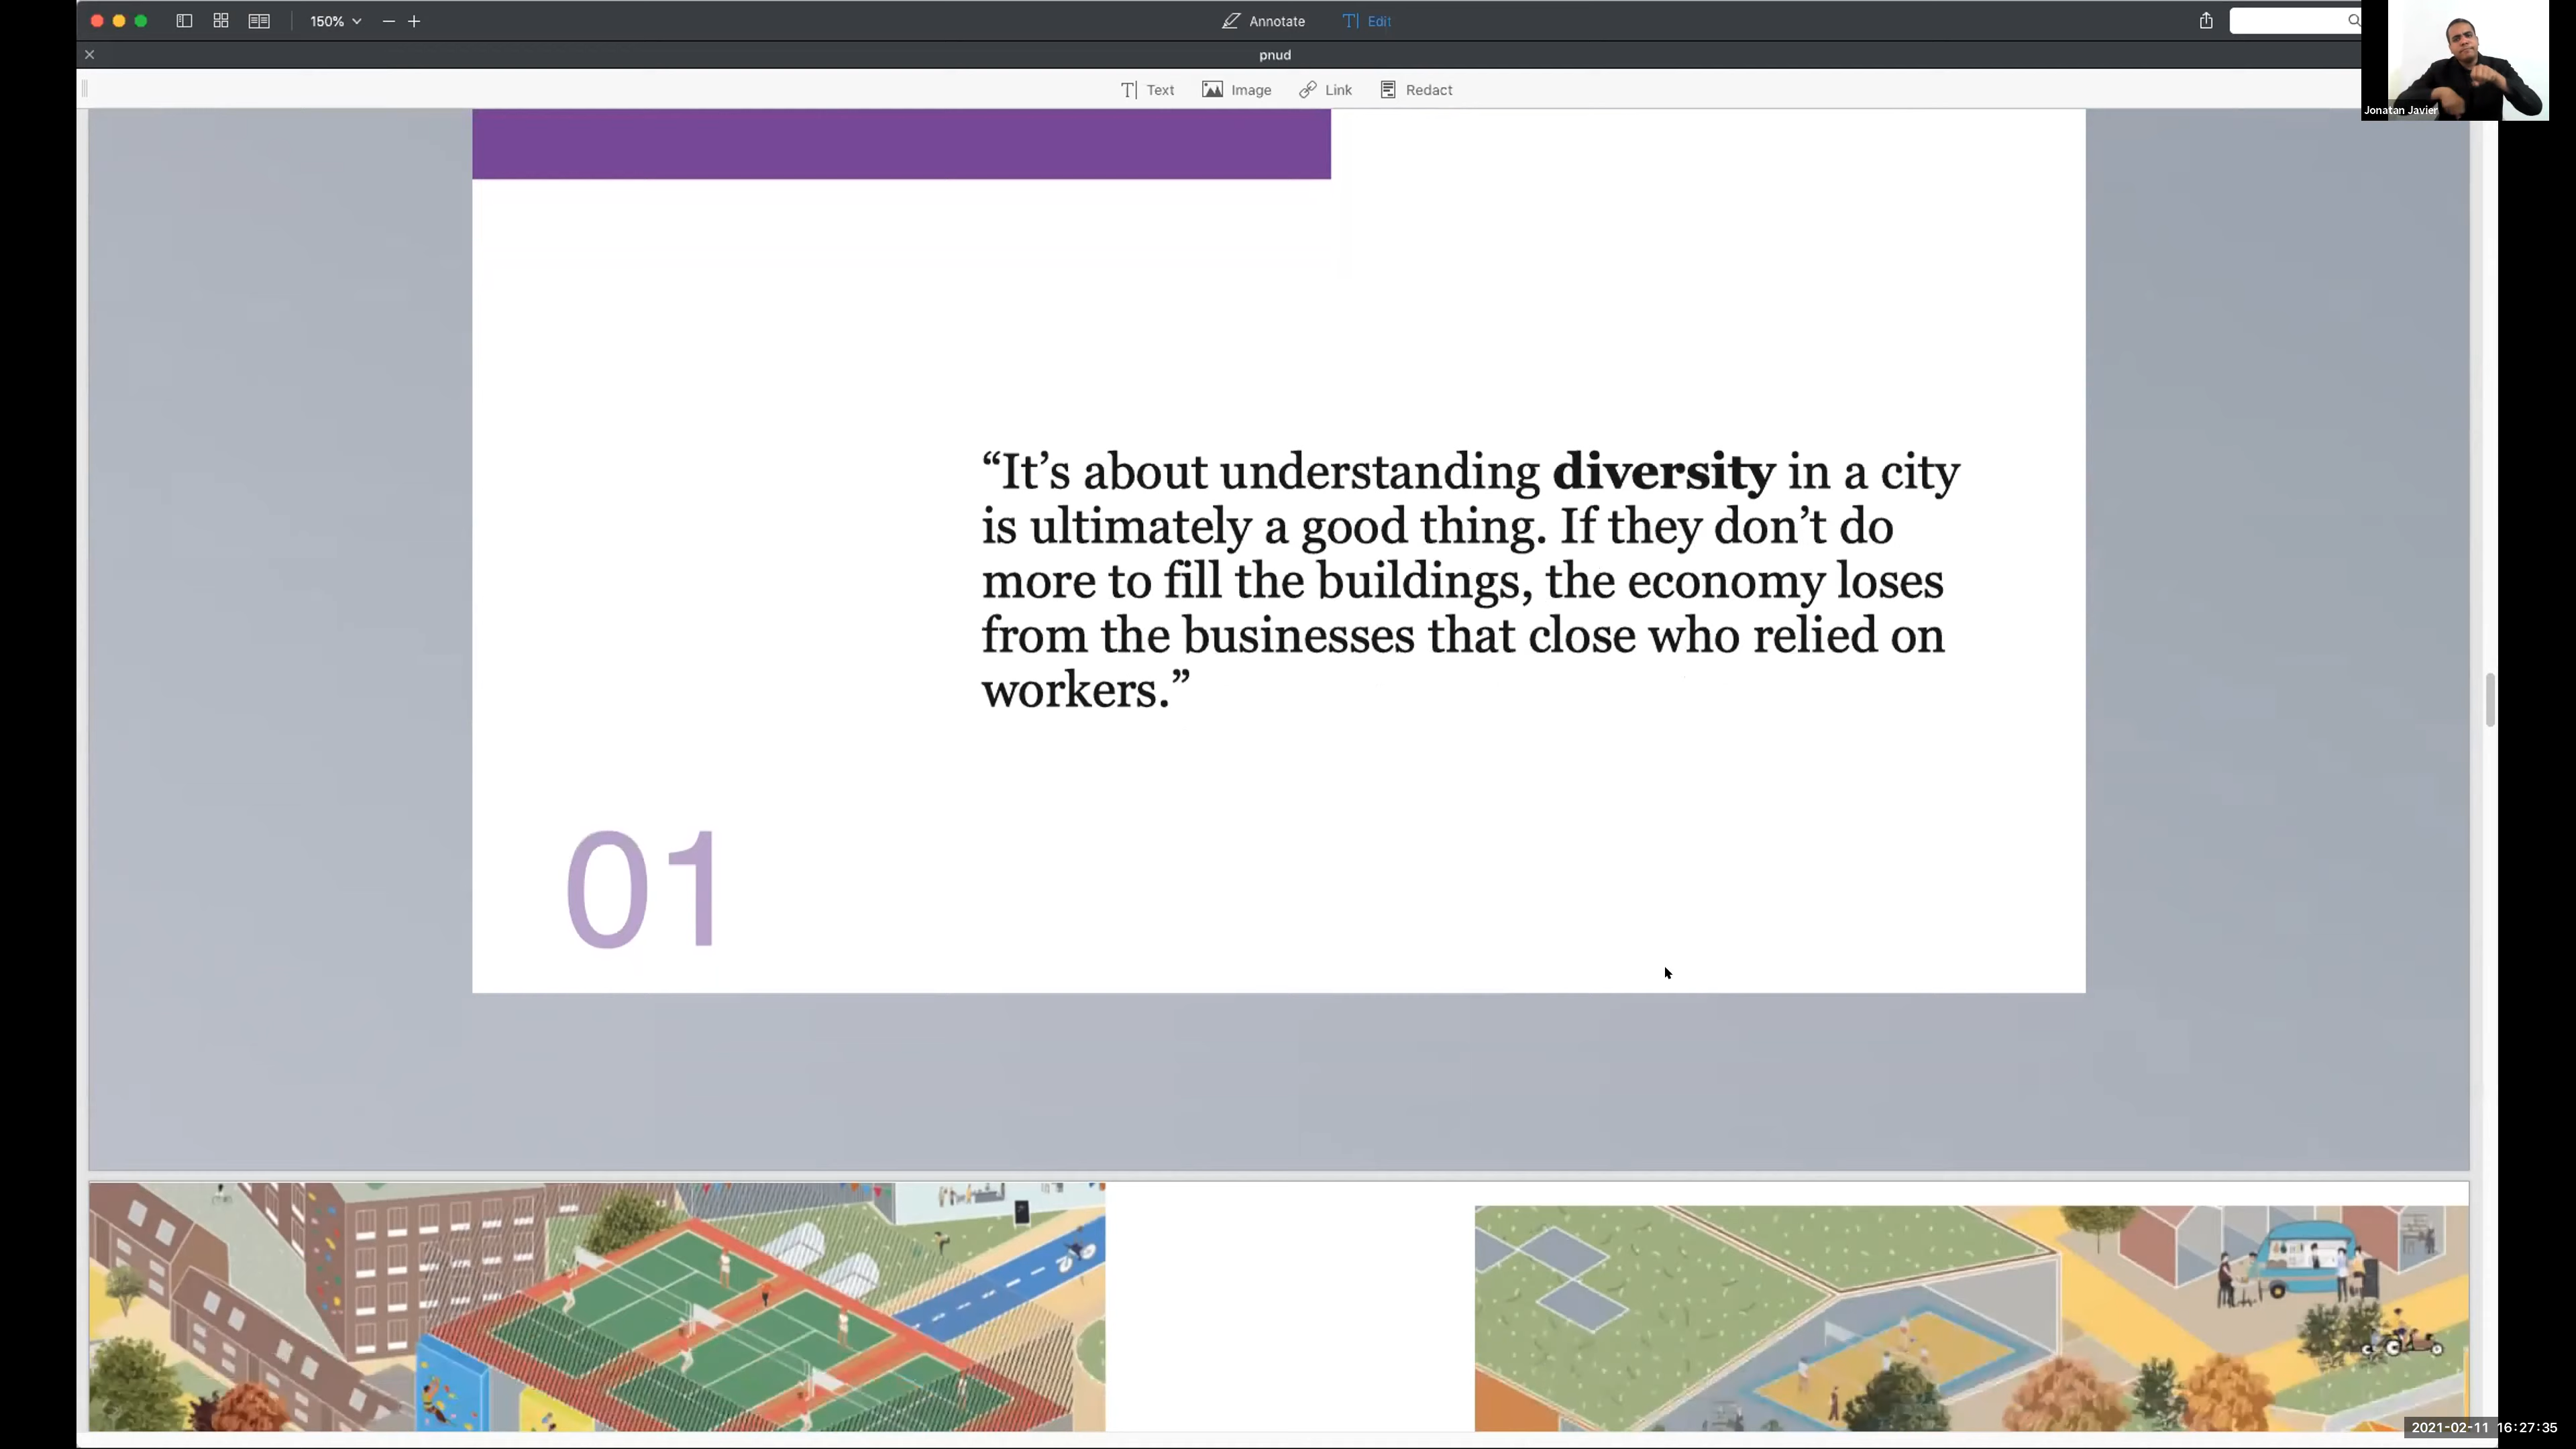 150%
Annotate
Edit
pnud
Text
Image
Link
Redact
Jonatan Javier
“It’s about understanding diversity in a city
is ultimately a good thing. If they don’t do
more to fill the buildings, the economy loses
from the businesses that close who relied on
workers.”
01
2021-02-11 16:27:35